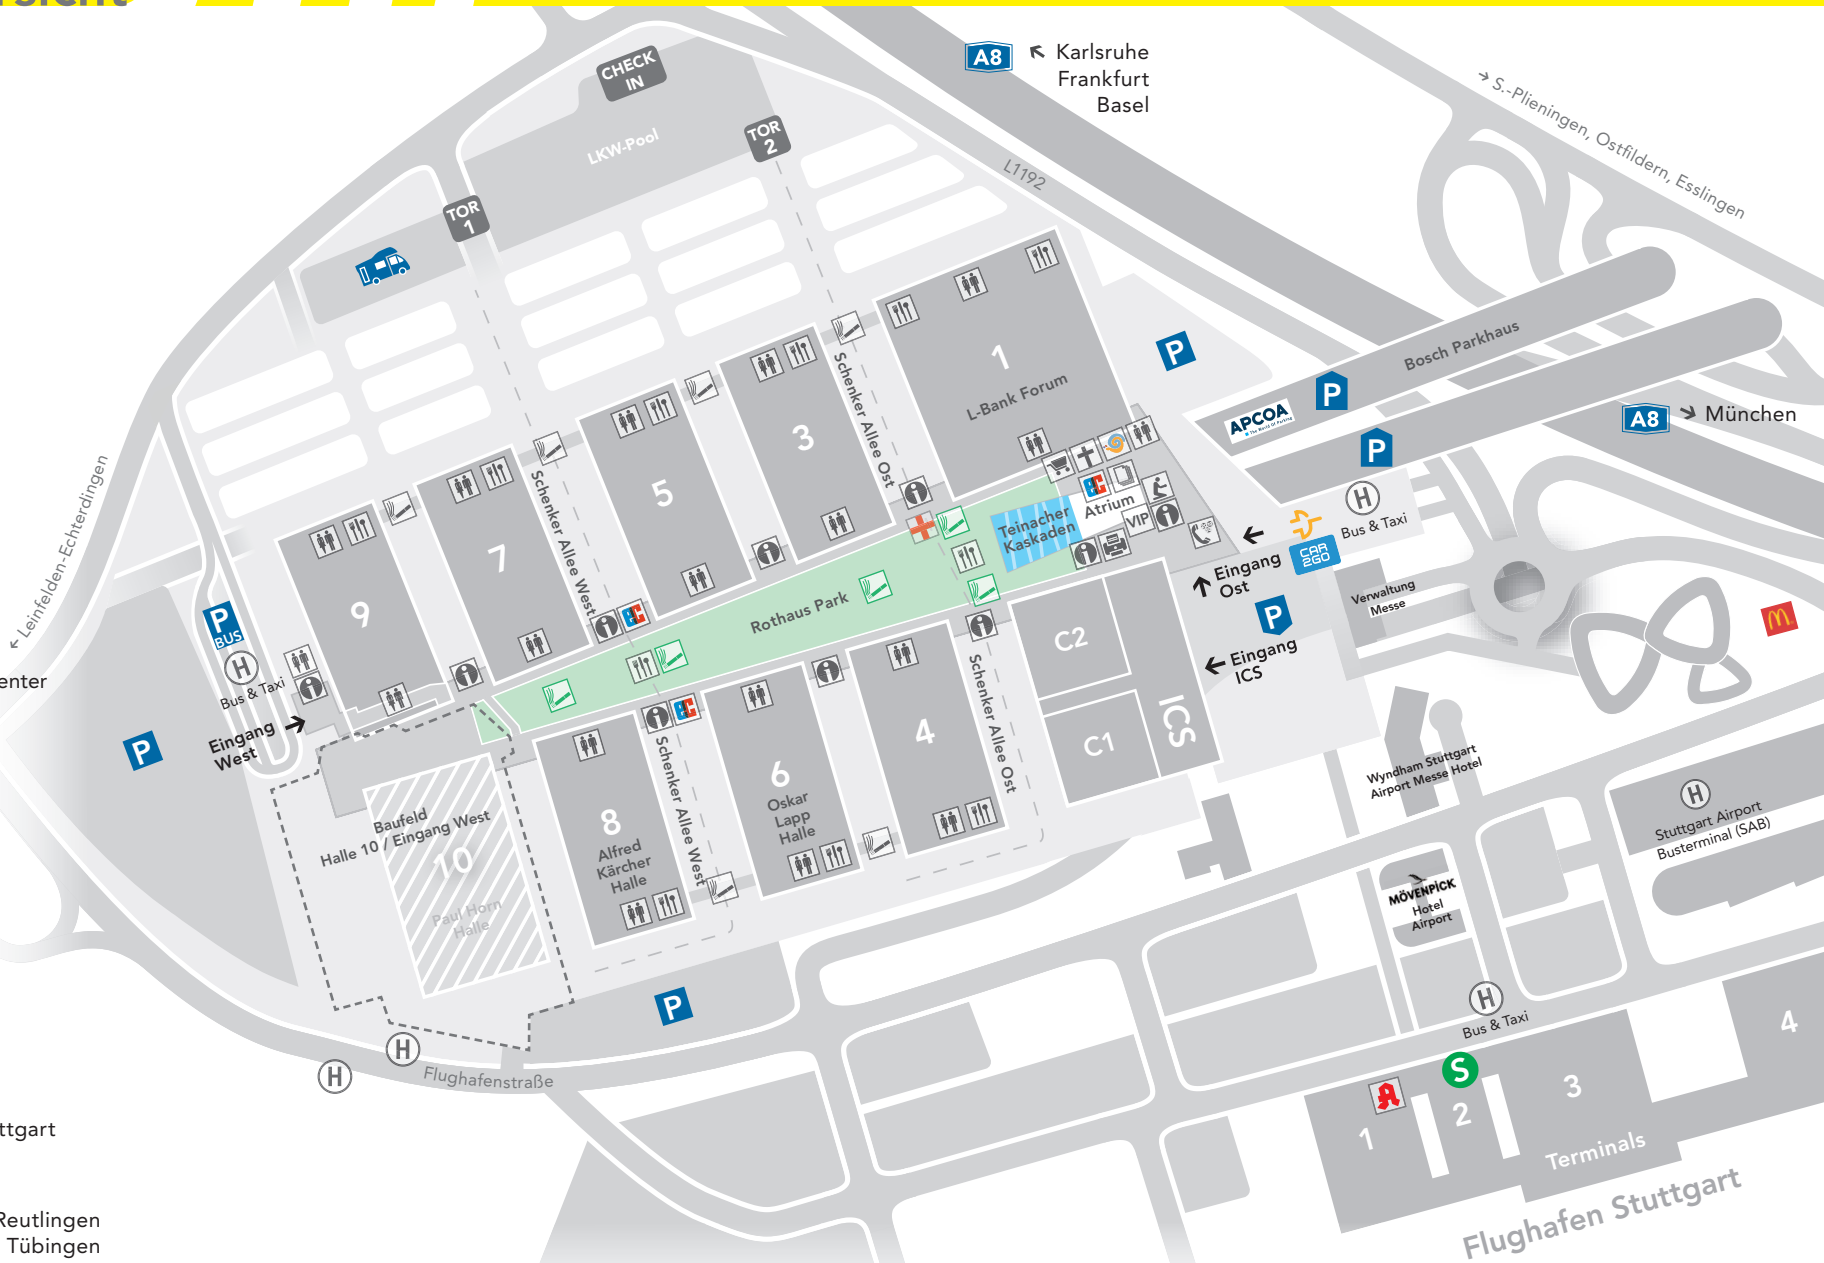 A8
Karlsruhe
Frankfurt
Basel
S.-Plieningen, Ostfildern, Esslingen
CHECK
IN
LKW-Pool
TOR
2
TOR
1
L1192
Bosch Parkhaus
APCOA
P
P
P
A8
München
1
L-Bank Forum
Schenker Allee Ost
3
5
7
9
Schenker Allee West
Leinfelden-Echterdingen
Teinacher
Kaskaden
EC
Atrium
VIP
H
Bus & Taxi
CAR
2GO
Eingang
Ost
P
Eingang
ICS
Verwaltung
Messe
Rothaus Park
EC
EC
P
BUS
H
Bus & Taxi
Eingang
West
P
enter
C2
C1
ICS
Schenker Allee Ost
4
6
Oskar
Lapp
Halle
Schenker Allee West
8
Alfred
Kärcher
Halle
Baufeld
Halle 10 / Eingang West
10
Paul Horn
Halle
Wyndham Stuttgart
Airport Messe Hotel
H
Stuttgart Airport
Busterminal (SAB)
MÖVENPICK
Hotel
Airport
P
H
H
Flughafenstraße
H
Bus & Taxi
S
A
1
2
3
4
Terminals
Flughafen Stuttgart
ttgart
Reutlingen
Tübingen